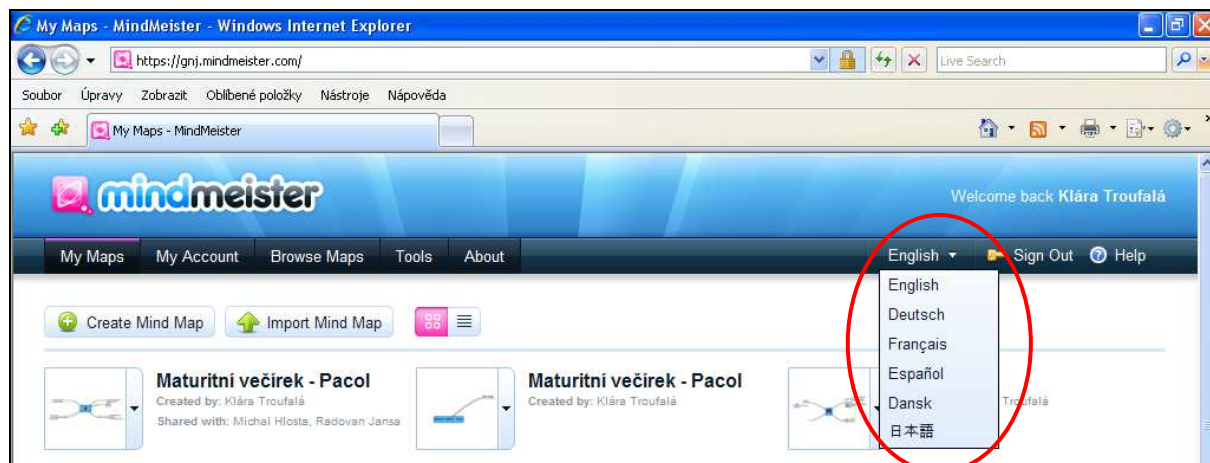 My Maps - MindMeister - Windows Internet Explorer
https://gnj.mindmeister.com/
Live Search
Soubor Úpravy Zobrazit Oblíbené položky Nástroje Nápověda
My Maps - MindMeister
mindmeister
Welcome back Klára Troufalá
My Maps My Account Browse Maps Tools About English Sign Out Help
English
Deutsch
Français
Español
Dansk
日本語
Create Mind Map Import Mind Map
Maturitní večírek - Pacol
Created by: Klára Troufalá
Shared with: Michal Hlosta, Radovan Jansa
Maturitní večírek - Pacol
Created by: Klára Troufalá
Troufalá